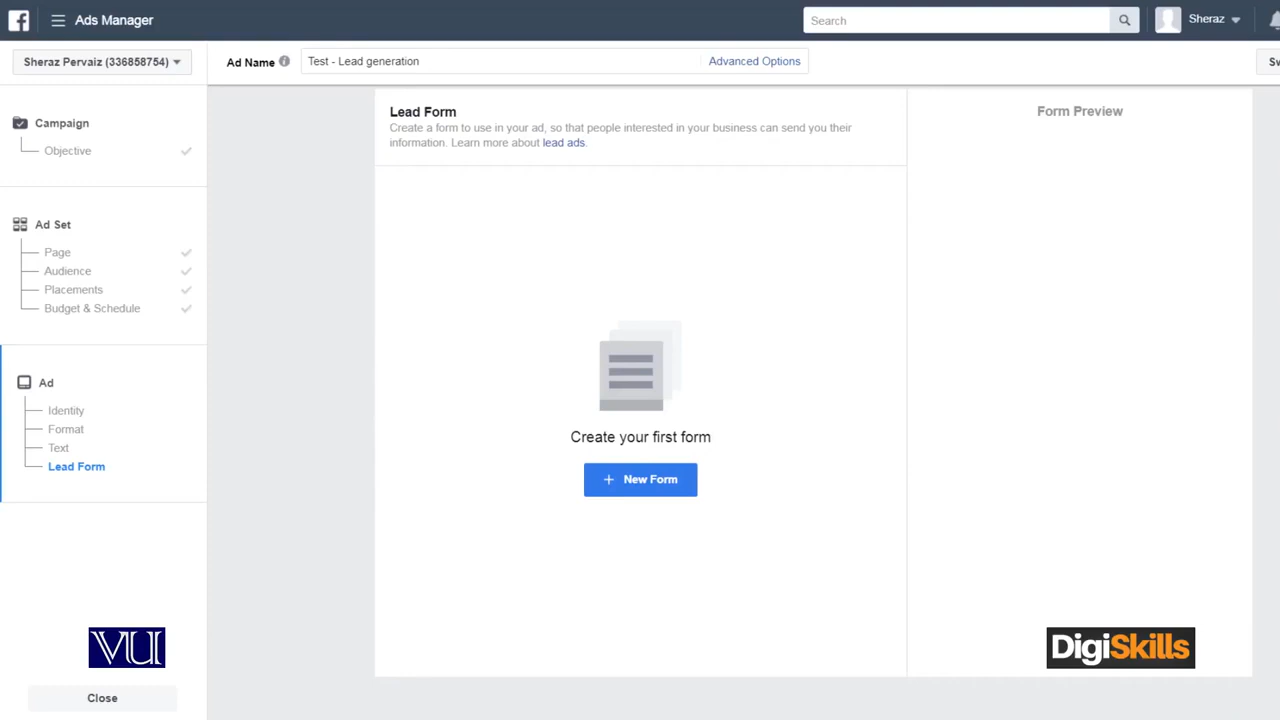 Ads Manager
Search
Sheraz
Sheraz Pervaiz (336858754)
Ad Name
Test - Lead generation
Advanced Options
Campaign
Objective
Ad Set
Page
Audience
Placements
Budget & Schedule
Ad
Identity
Format
Text
Lead Form
Close
Lead Form
Create a form to use in your ad, so that people interested in your business can send you their
information. Learn more about lead ads.
Create your first form
+ New Form
Form Preview
VU
DigiSkills